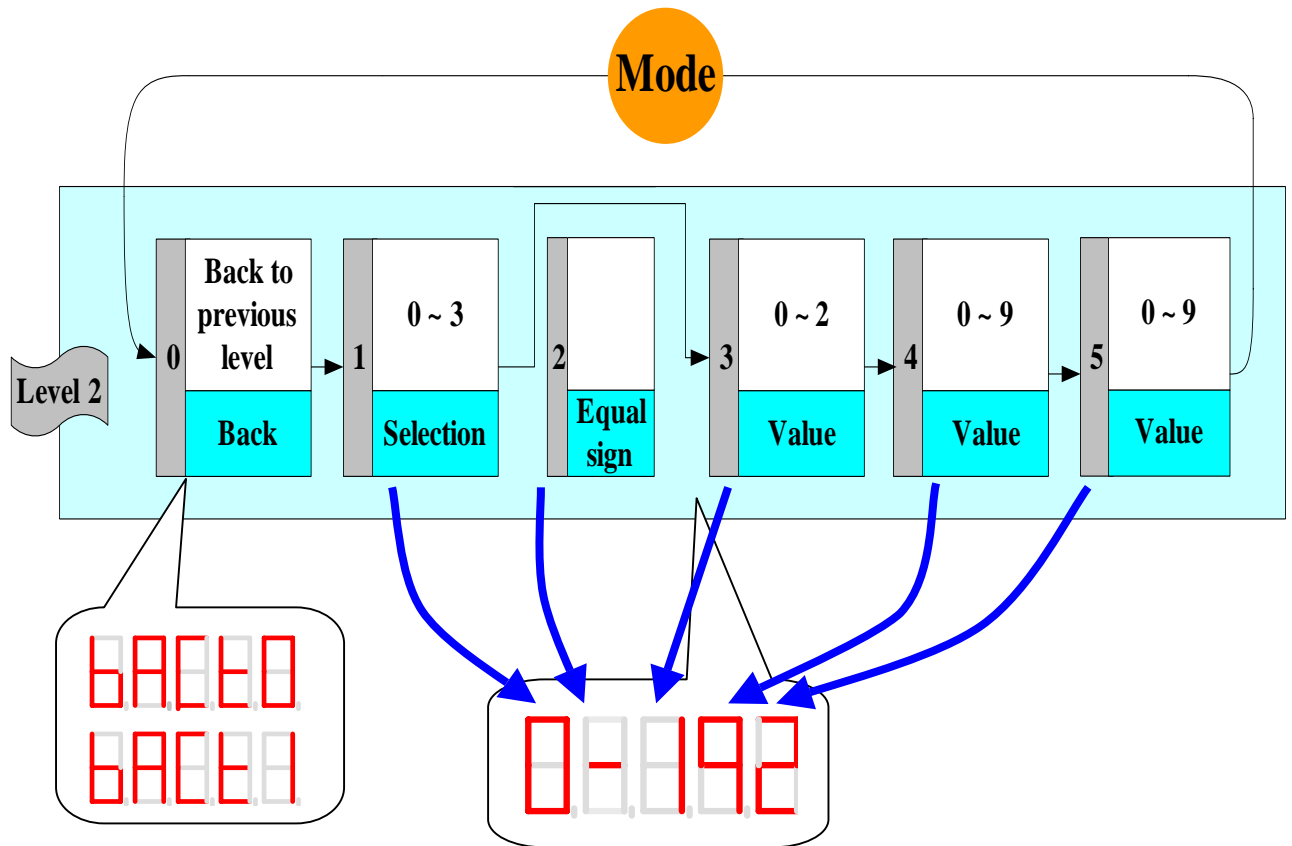 Mode
Level 2
0
Back to
previous
level
Back
1
0 ~ 3
Selection
2
Equal
sign
3
0 ~ 2
Value
4
0 ~ 9
Value
5
0 ~ 9
Value
bACt0
bACt1
0-192